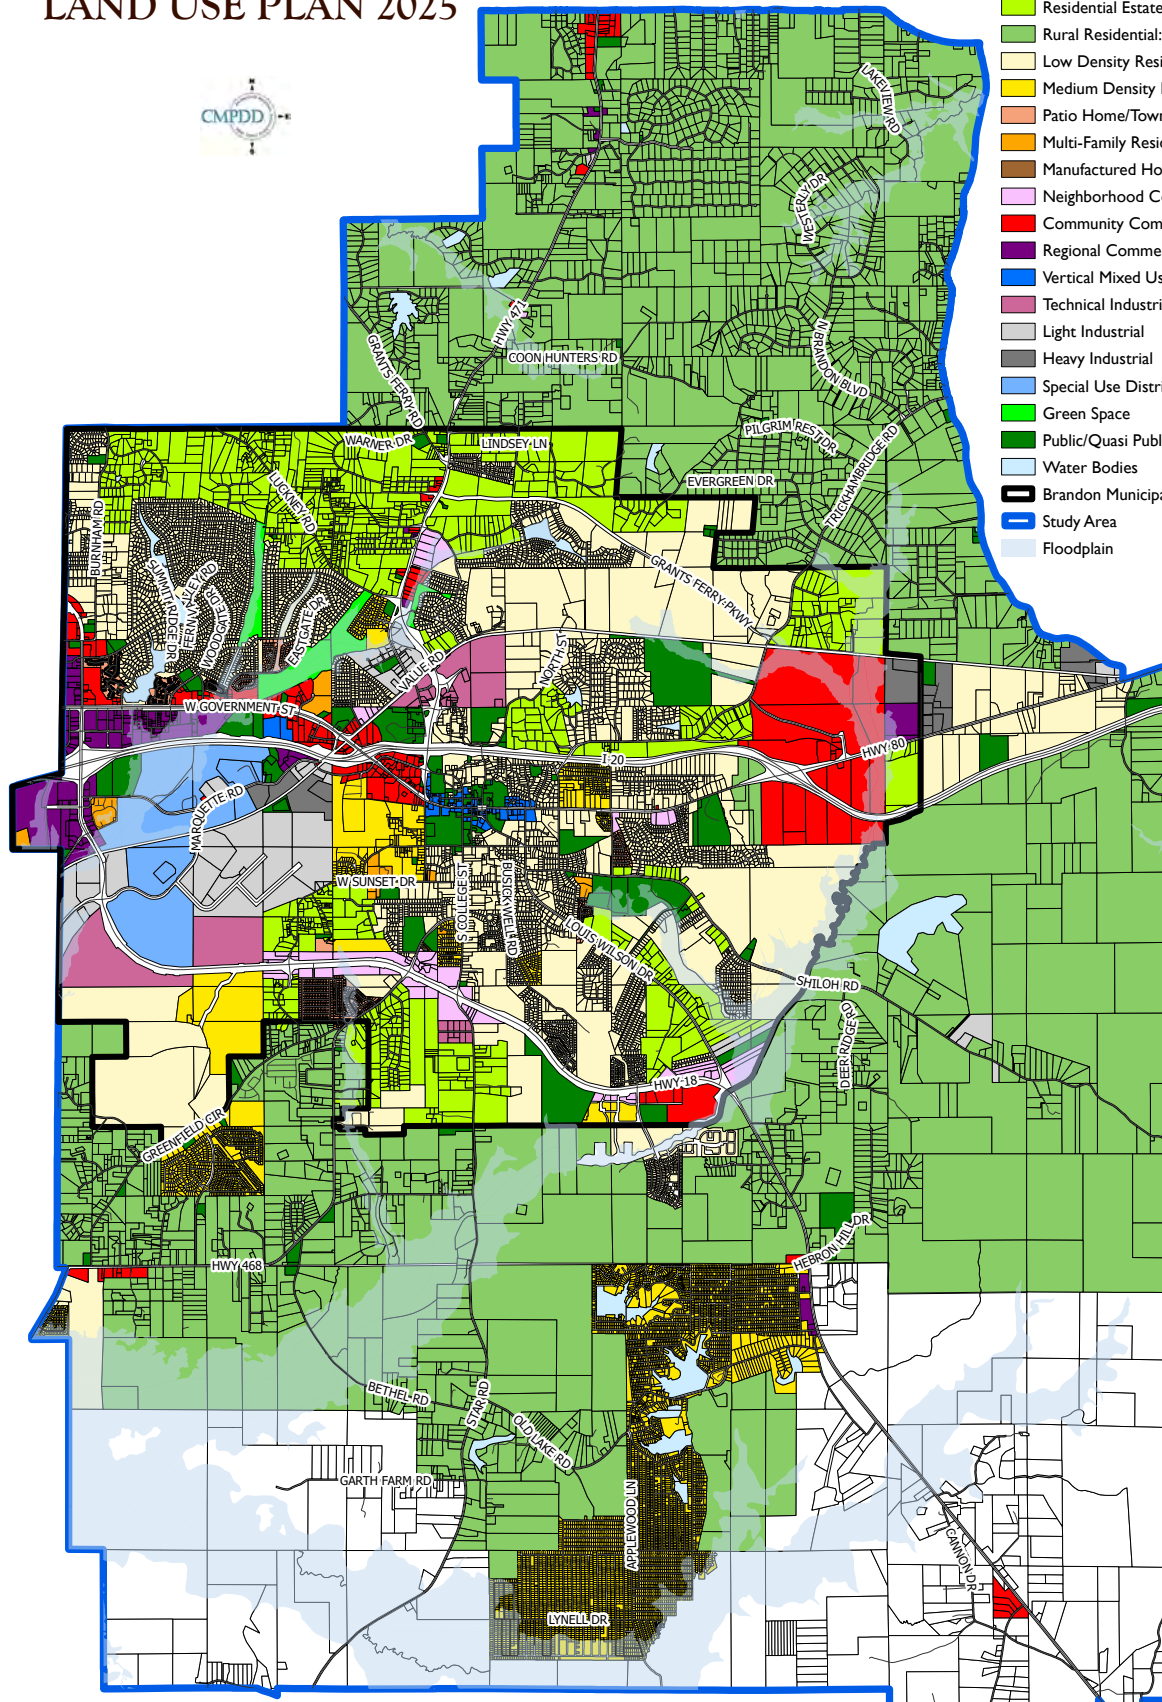 LAND USE PLAN 2025
N
CMPDD
E
Residential Estate
Rural Residential:
Low Density Resi
Medium Density
Patio Home/Town
Multi-Family Resid
Manufactured Ho
Neighborhood C
Community Com
Regional Comme
Vertical Mixed Us
Technical Industri
Light Industrial
Heavy Industrial
Special Use Distri
Green Space
Public/Quasi Publ
Water Bodies
Brandon Municipa
Study Area
Floodplain
LAKEVIEW RD
WESTERLY DR
HWY 471
COON HUNTERS RD
GRANTS FERRY RD
N BRANDON BLVD
WARNER DR
LINDSEY LN
PILGRIM REST DR
TRICKHAMBRIDGE RD
EVERGREEN DR
LUCKNEY RD
BURNHAM RD
SUMMIT RIDGE DR
FERN VALLEY RD
WOODGATE DR
EASTGATE DR
GRANTS FERRY PKWY
NORTH ST
VALUE RD
W GOVERNMENT ST
I 20
HWY 80
MARQUETTE RD
W SUNSET DR
S COLLEGE ST
BUSICK WELL RD
LOUIS WILSON DR
SHILOH RD
DEER RIDGE RD
HWY 18
GREENFIELD CIR
HEBRON HILL DR
HWY 468
BETHEL RD
STAR RD
OLD LAKE RD
GARTH FARM RD
APPLEWOOD LN
CANNON DR
LYNELL DR